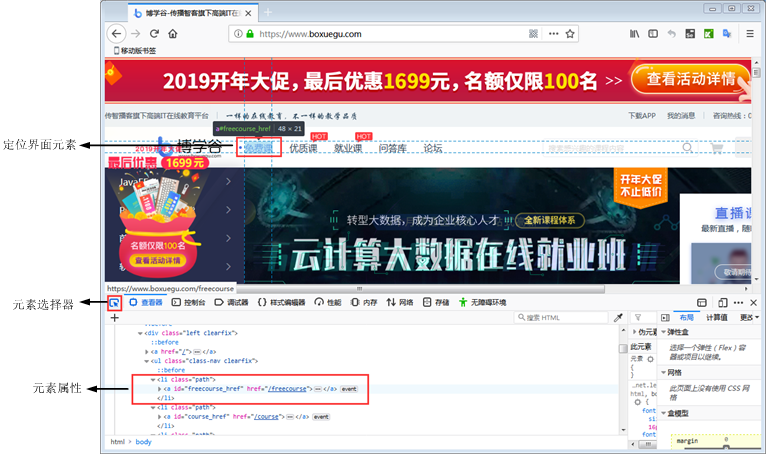 博学谷-传播智客旗下高端IT在线
https://www.boxuegu.com
移动版书签
2019开年大促，最后优惠1699元，名额仅限100名 >> 查看活动详情
传智播客旗下高端IT在线教育平台 一样的在线教育，不一样的教学品质 下载APP 我的消息 咨询热线：
a#freecourse_href 48 × 21
定位界面元素
博学谷 免费课 优质课 HOT 就业课 HOT 问答库 论坛
最后优惠1699元
开年大促
不止低价
JavaEE
转型大数据，成为企业核心人才 全新课程体系
直播课
最新直播，随
名额仅限100名
查看活动详情
云计算大数据在线就业班
敬请期待
https://www.boxuegu.com/freecourse
元素选择器
查看器 控制台 调试器 {} 样式编辑器 性能 内存 网络 存储 无障碍环境
搜索 HTML
布局 计算值 更改
::before
<div class="left clearfix">
::before
<a href="/"></a>
<ul class="class-nav clearfix">
::before
<li class="path">
<a id="freecourse_href" href="/freecourse"></a> event
</li>
<li class="path">
<a id="course_href" href="/course"></a> event
</li>
<li class="path">
元素属性
伪元素
此元素
元素
{
}
.net.le
html, bo
{
font
si
16p
font
弹性盒
选择一个弹性（Flex）容
器或项目以继续。
网格
此页面上没有使用 CSS 网
格
盒模型
margin 0
html > body